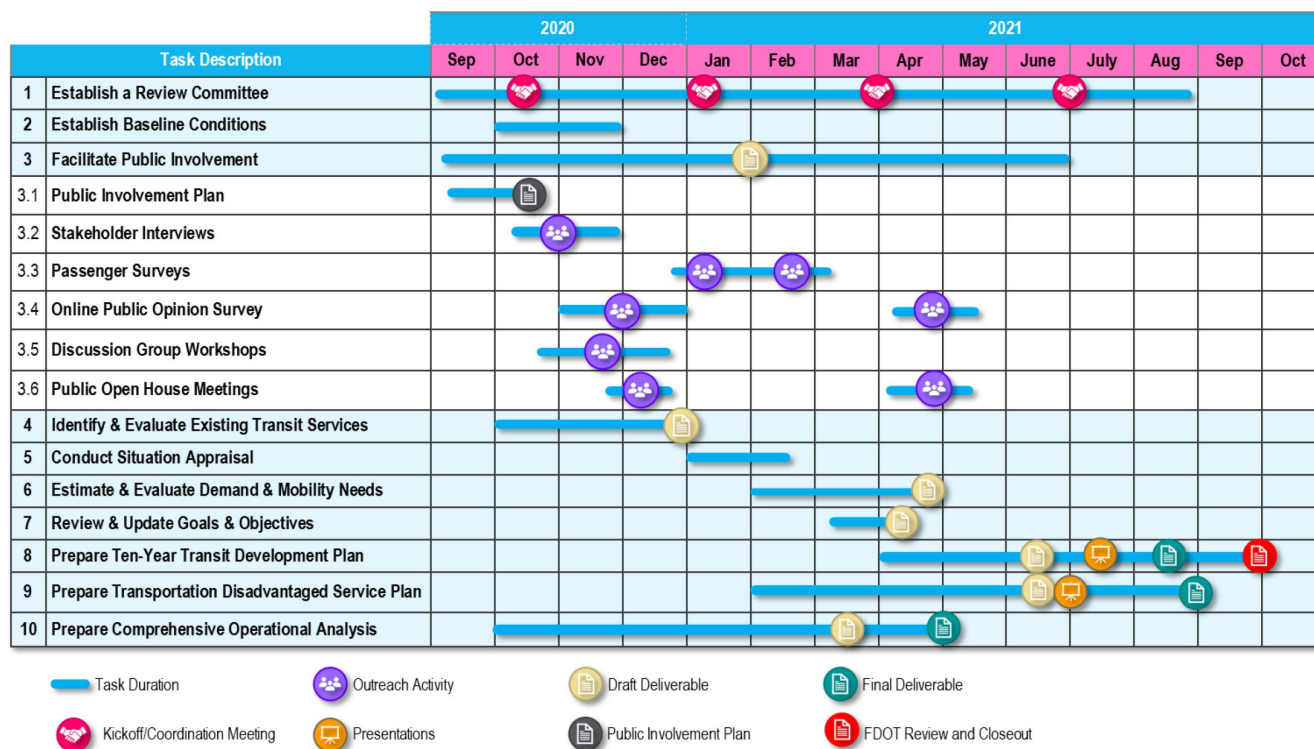 2020 2021
Task Description Sep Oct Nov Dec Jan Feb Mar Apr May June July Aug Sep Oct
1 Establish a Review Committee
2 Establish Baseline Conditions
3 Facilitate Public Involvement
3.1 Public Involvement Plan
3.2 Stakeholder Interviews
3.3 Passenger Surveys
3.4 Online Public Opinion Survey
3.5 Discussion Group Workshops
3.6 Public Open House Meetings
4 Identify & Evaluate Existing Transit Services
5 Conduct Situation Appraisal
6 Estimate & Evaluate Demand & Mobility Needs
7 Review & Update Goals & Objectives
8 Prepare Ten-Year Transit Development Plan
9 Prepare Transportation Disadvantaged Service Plan
10 Prepare Comprehensive Operational Analysis
Task Duration Outreach Activity Draft Deliverable Final Deliverable
Kickoff/Coordination Meeting Presentations Public Involvement Plan FDOT Review and Closeout